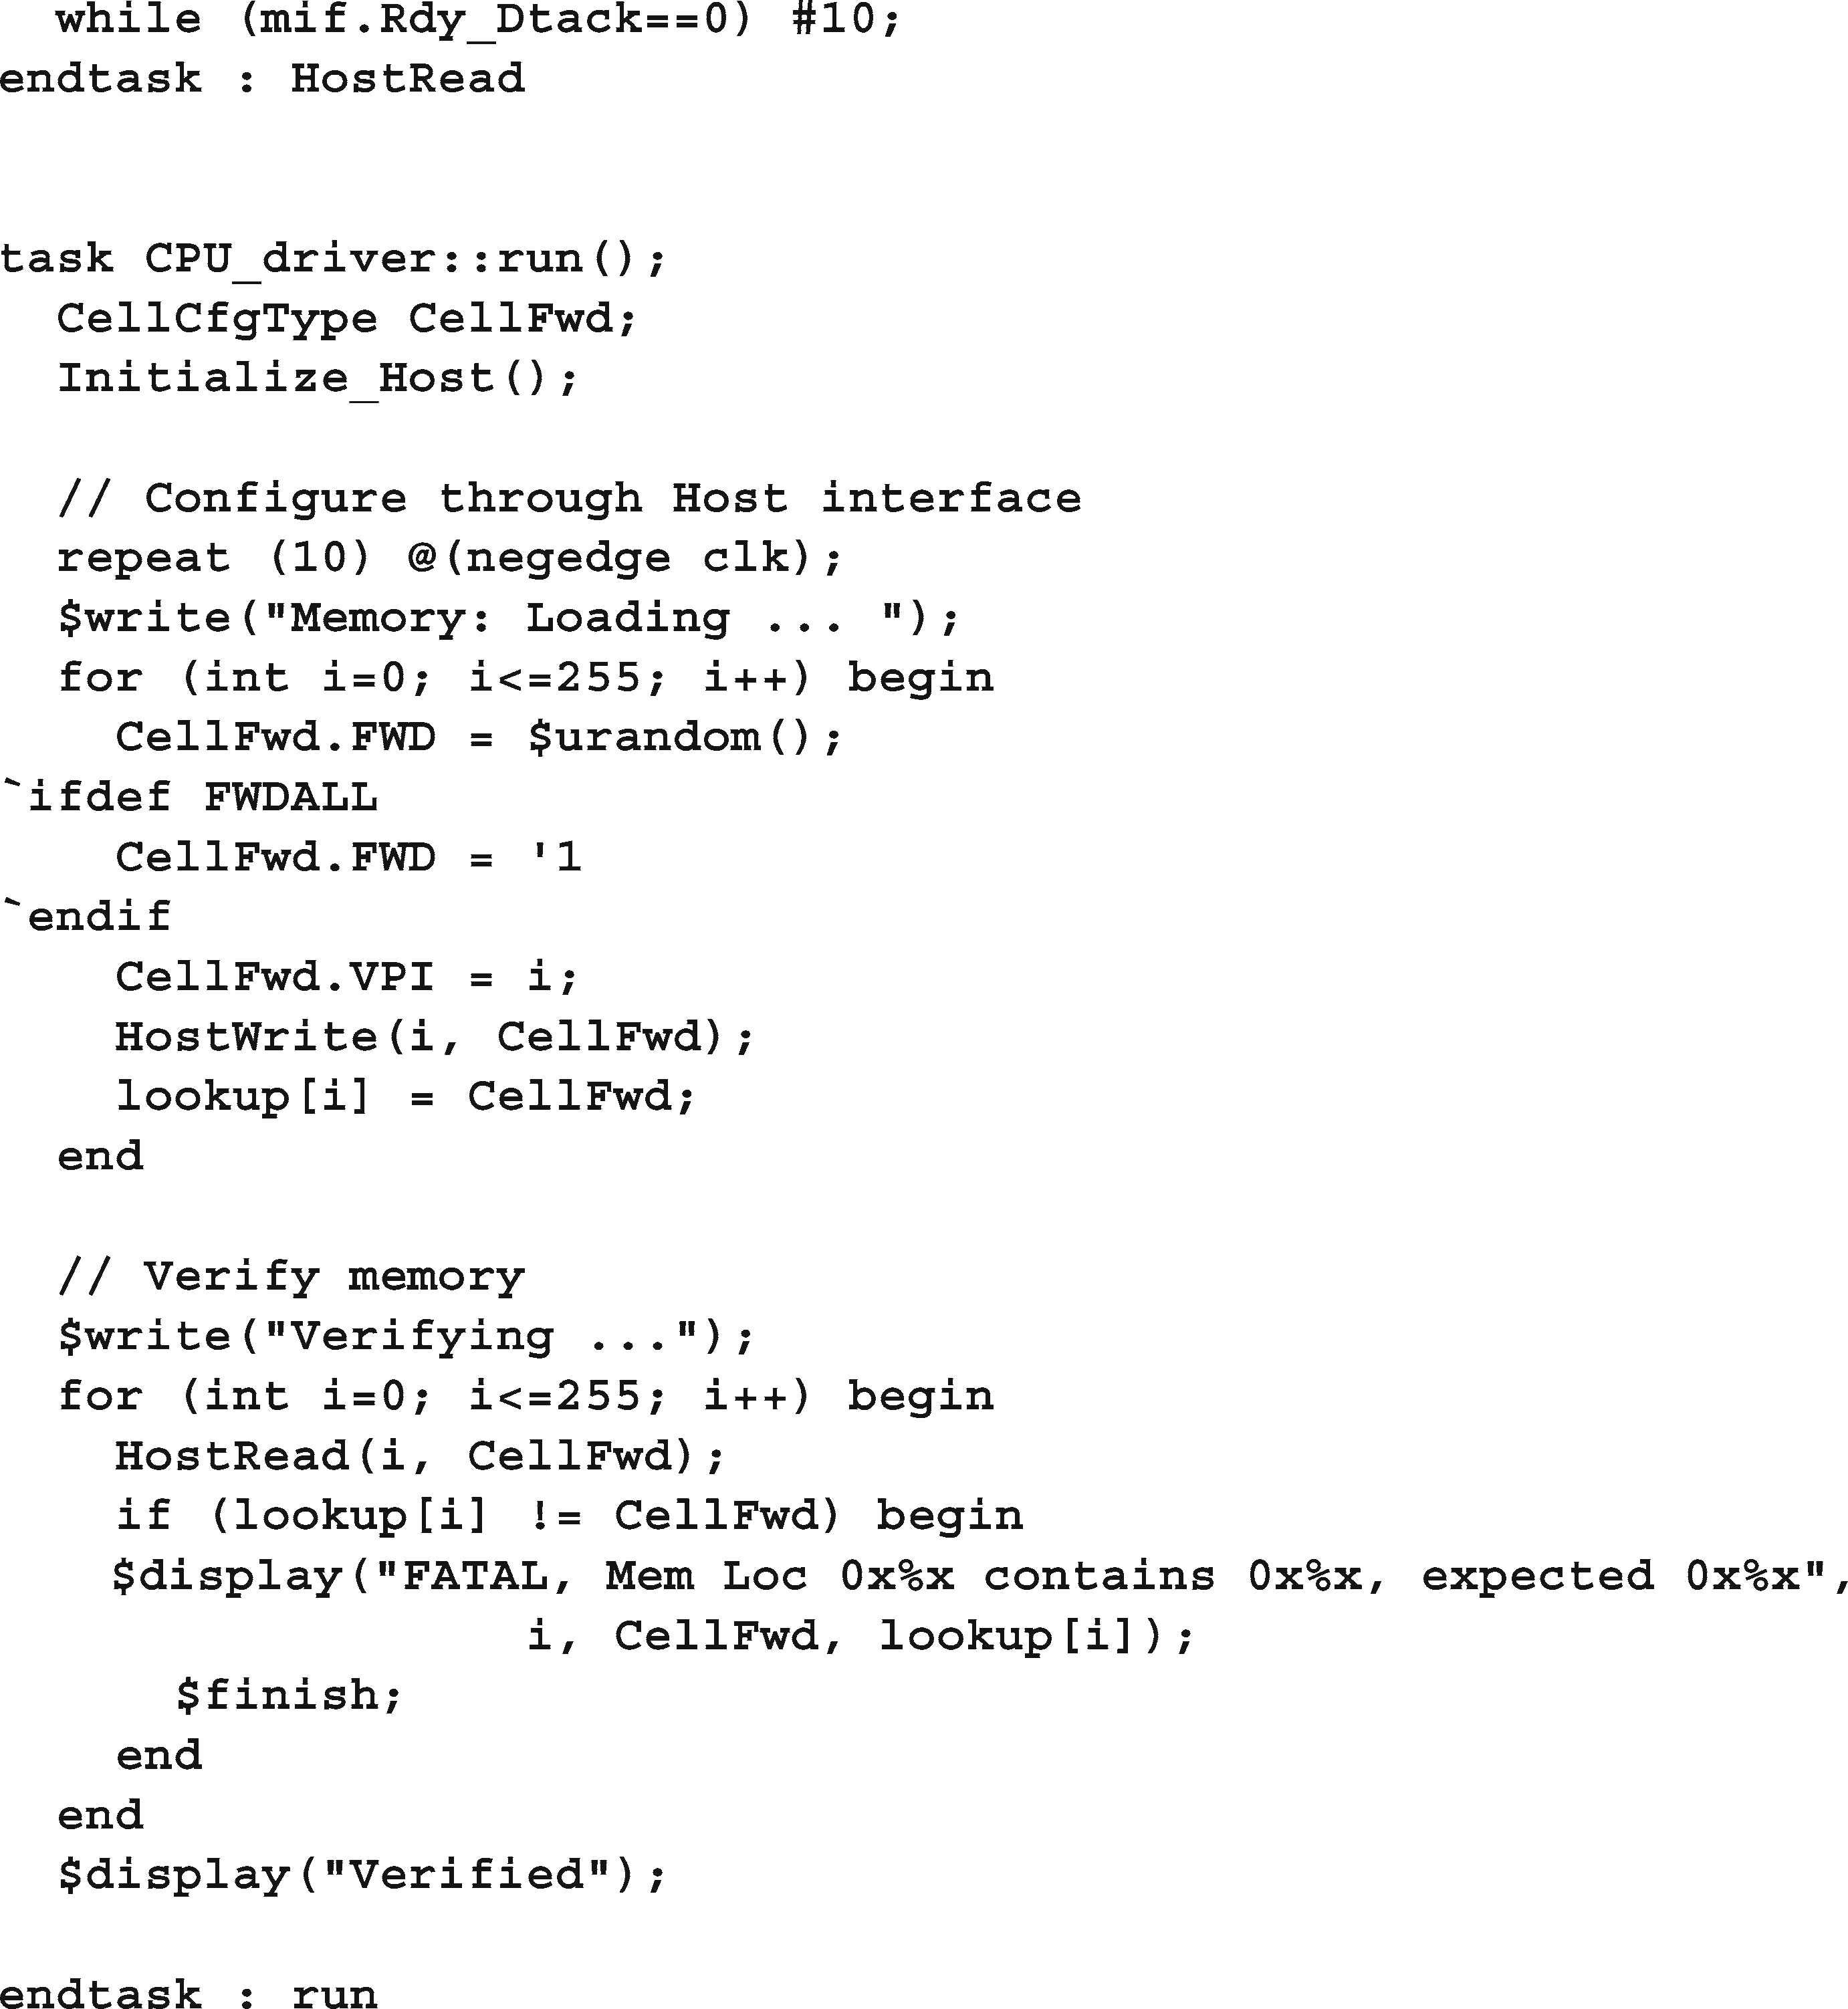 while (mif.Rdy_Dtack==0) #10;
endtask : HostRead


task CPU_driver::run();
  CellCfgType CellFwd;
  Initialize_Host();

  // Configure through Host interface
  repeat (10) @(negedge clk);
  $write("Memory: Loading ... ");
  for (int i=0; i<=255; i++) begin
    CellFwd.FWD = $urandom();
`ifdef FWDALL
    CellFwd.FWD = '1
`endif
    CellFwd.VPI = i;
    HostWrite(i, CellFwd);
    lookup[i] = CellFwd;
  end

  // Verify memory
  $write("Verifying ...");
  for (int i=0; i<=255; i++) begin
    HostRead(i, CellFwd);
    if (lookup[i] != CellFwd) begin
    $display("FATAL, Mem Loc 0x%x contains 0x%x, expected 0x%x",
                  i, CellFwd, lookup[i]);
      $finish;
    end
  end
  $display("Verified");

endtask : run